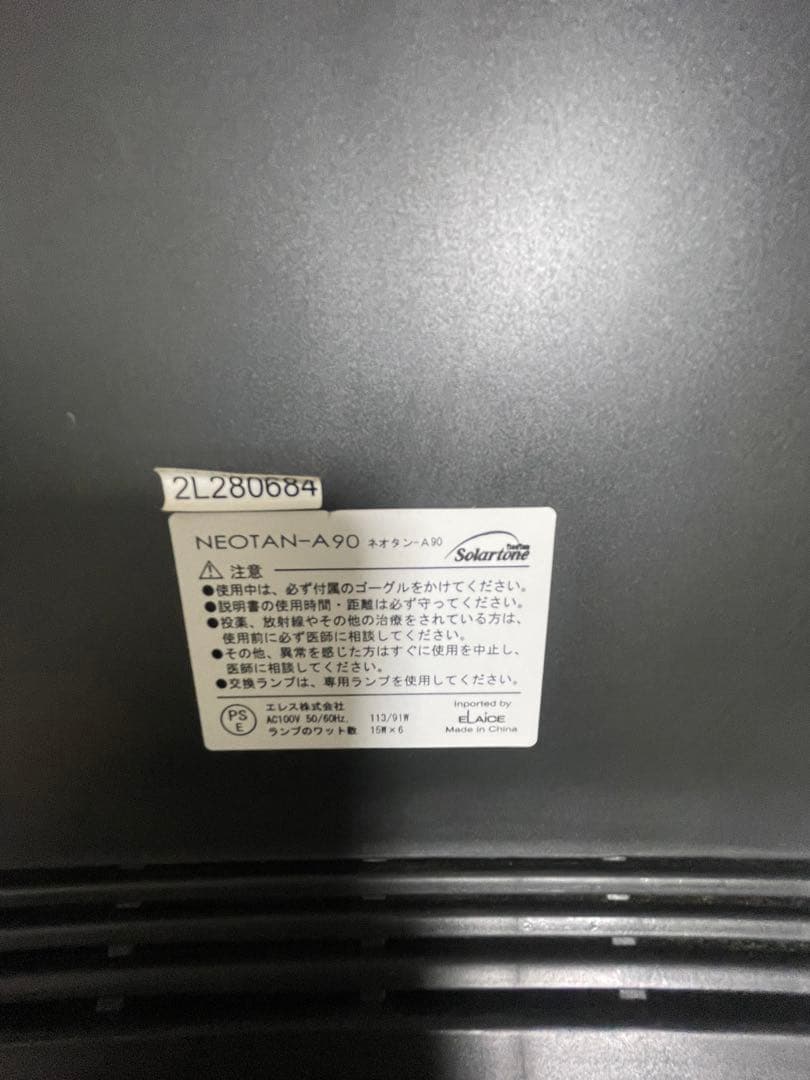 2L280684
NEOTAN-A90 ネオタン-A90
Neotan
Solartone
注意
●使用中は、必ず付属のゴーグルをかけてください。
●説明書の使用時間・距離は必ず守ってください。
●投薬、放射線やその他の治療をされている方は、
使用前に必ず医師に相談してください。
●その他、異常を感じた方はすぐに使用を中止し、
医師に相談してください。
●交換ランプは、専用ランプを使用してください。
PS
E
エレス株式会社
AC100V 50/60Hz. 113/91W
ランプのワット数 15W×6
Inported by
ELAiCE
Made in China